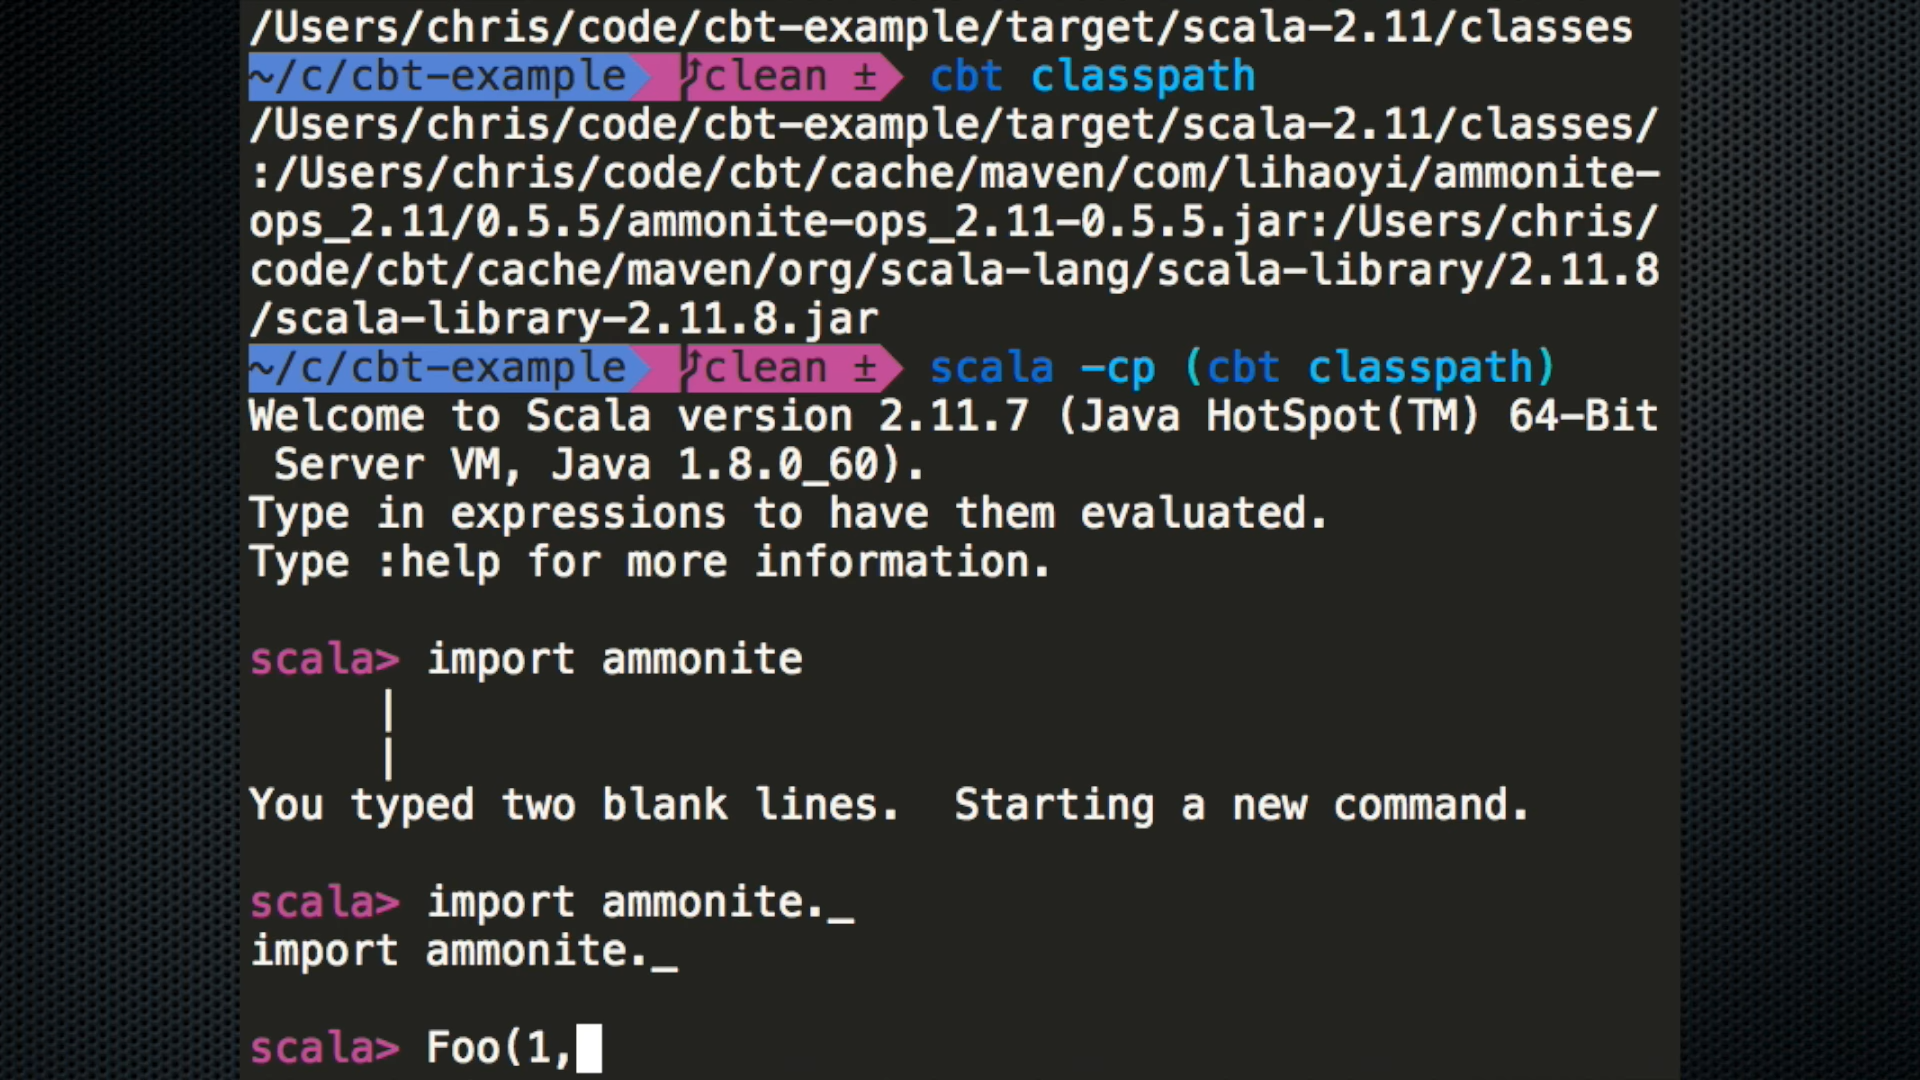 /Users/chris/code/cbt-example/target/scala-2.11/classes
~/c/cbt-example clean ± cbt classpath
/Users/chris/code/cbt-example/target/scala-2.11/classes/
:/Users/chris/code/cbt/cache/maven/com/lihaoyi/ammonite-
ops_2.11/0.5.5/ammonite-ops_2.11-0.5.5.jar:/Users/chris/
code/cbt/cache/maven/org/scala-lang/scala-library/2.11.8
/scala-library-2.11.8.jar
~/c/cbt-example clean ± scala -cp (cbt classpath)
Welcome to Scala version 2.11.7 (Java HotSpot(TM) 64-Bit
Server VM, Java 1.8.0_60).
Type in expressions to have them evaluated.
Type :help for more information.
scala> import ammonite
|
|
You typed two blank lines.  Starting a new command.
scala> import ammonite._
import ammonite._
scala> Foo(1,